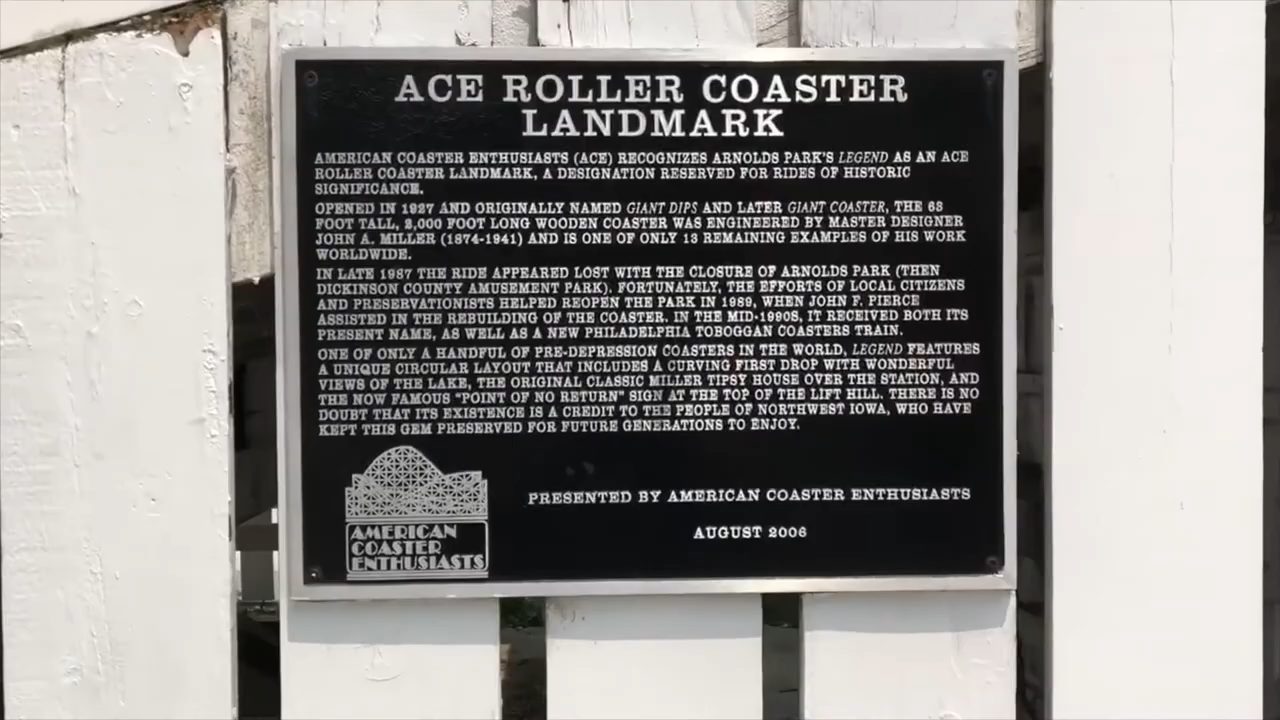 ACE ROLLER COASTER
LANDMARK
AMERICAN COASTER ENTHUSIASTS (ACE) RECOGNIZES ARNOLDS PARK'S LEGEND AS AN ACE
ROLLER COASTER LANDMARK, A DESIGNATION RESERVED FOR RIDES OF HISTORIC
SIGNIFICANCE.
OPENED IN 1927 AND ORIGINALLY NAMED GIANT DIPS AND LATER GIANT COASTER, THE 63
FOOT TALL, 2,000 FOOT LONG WOODEN COASTER WAS ENGINEERED BY MASTER DESIGNER
JOHN A. MILLER (1874-1941) AND IS ONE OF ONLY 13 REMAINING EXAMPLES OF HIS WORK
WORLDWIDE.
IN LATE 1987 THE RIDE APPEARED LOST WITH THE CLOSURE OF ARNOLDS PARK (THEN
DICKINSON COUNTY AMUSEMENT PARK). FORTUNATELY, THE EFFORTS OF LOCAL CITIZENS
AND PRESERVATIONISTS HELPED REOPEN THE PARK IN 1989, WHEN JOHN F. PIERCE
ASSISTED IN THE REBUILDING OF THE COASTER. IN THE MID-1990S, IT RECEIVED BOTH ITS
PRESENT NAME, AS WELL AS A NEW PHILADELPHIA TOBOGGAN COASTERS TRAIN.
ONE OF ONLY A HANDFUL OF PRE-DEPRESSION COASTERS IN THE WORLD, LEGEND FEATURES
A UNIQUE CIRCULAR LAYOUT THAT INCLUDES A CURVING FIRST DROP WITH WONDERFUL
VIEWS OF THE LAKE, THE ORIGINAL CLASSIC MILLER TIPSY HOUSE OVER THE STATION, AND
THE NOW FAMOUS "POINT OF NO RETURN" SIGN AT THE TOP OF THE LIFT HILL. THERE IS NO
DOUBT THAT ITS EXISTENCE IS A CREDIT TO THE PEOPLE OF NORTHWEST IOWA, WHO HAVE
KEPT THIS GEM PRESERVED FOR FUTURE GENERATIONS TO ENJOY.
PRESENTED BY AMERICAN COASTER ENTHUSIASTS
AUGUST 2006
AMERICAN
COASTER
ENTHUSIASTS